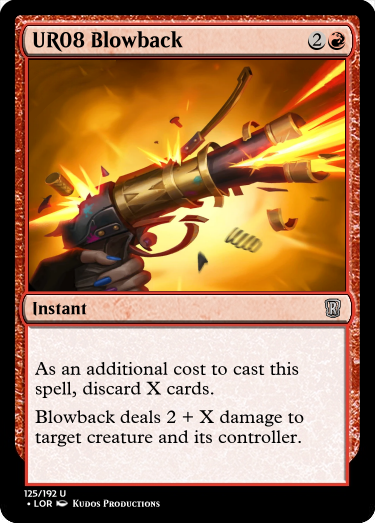 UR08 Blowback
2
Instant
R
As an additional cost to cast this
spell, discard X cards.
Blowback deals 2 + X damage to
target creature and its controller.
125/192 U
• LOR Kudos Productions